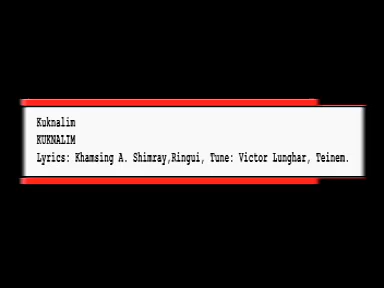 Kuknalim
KUKNALIM
Lyrics: Khamsing A. Shimray,Ringui, Tune: Victor Lunghar, Teinem.